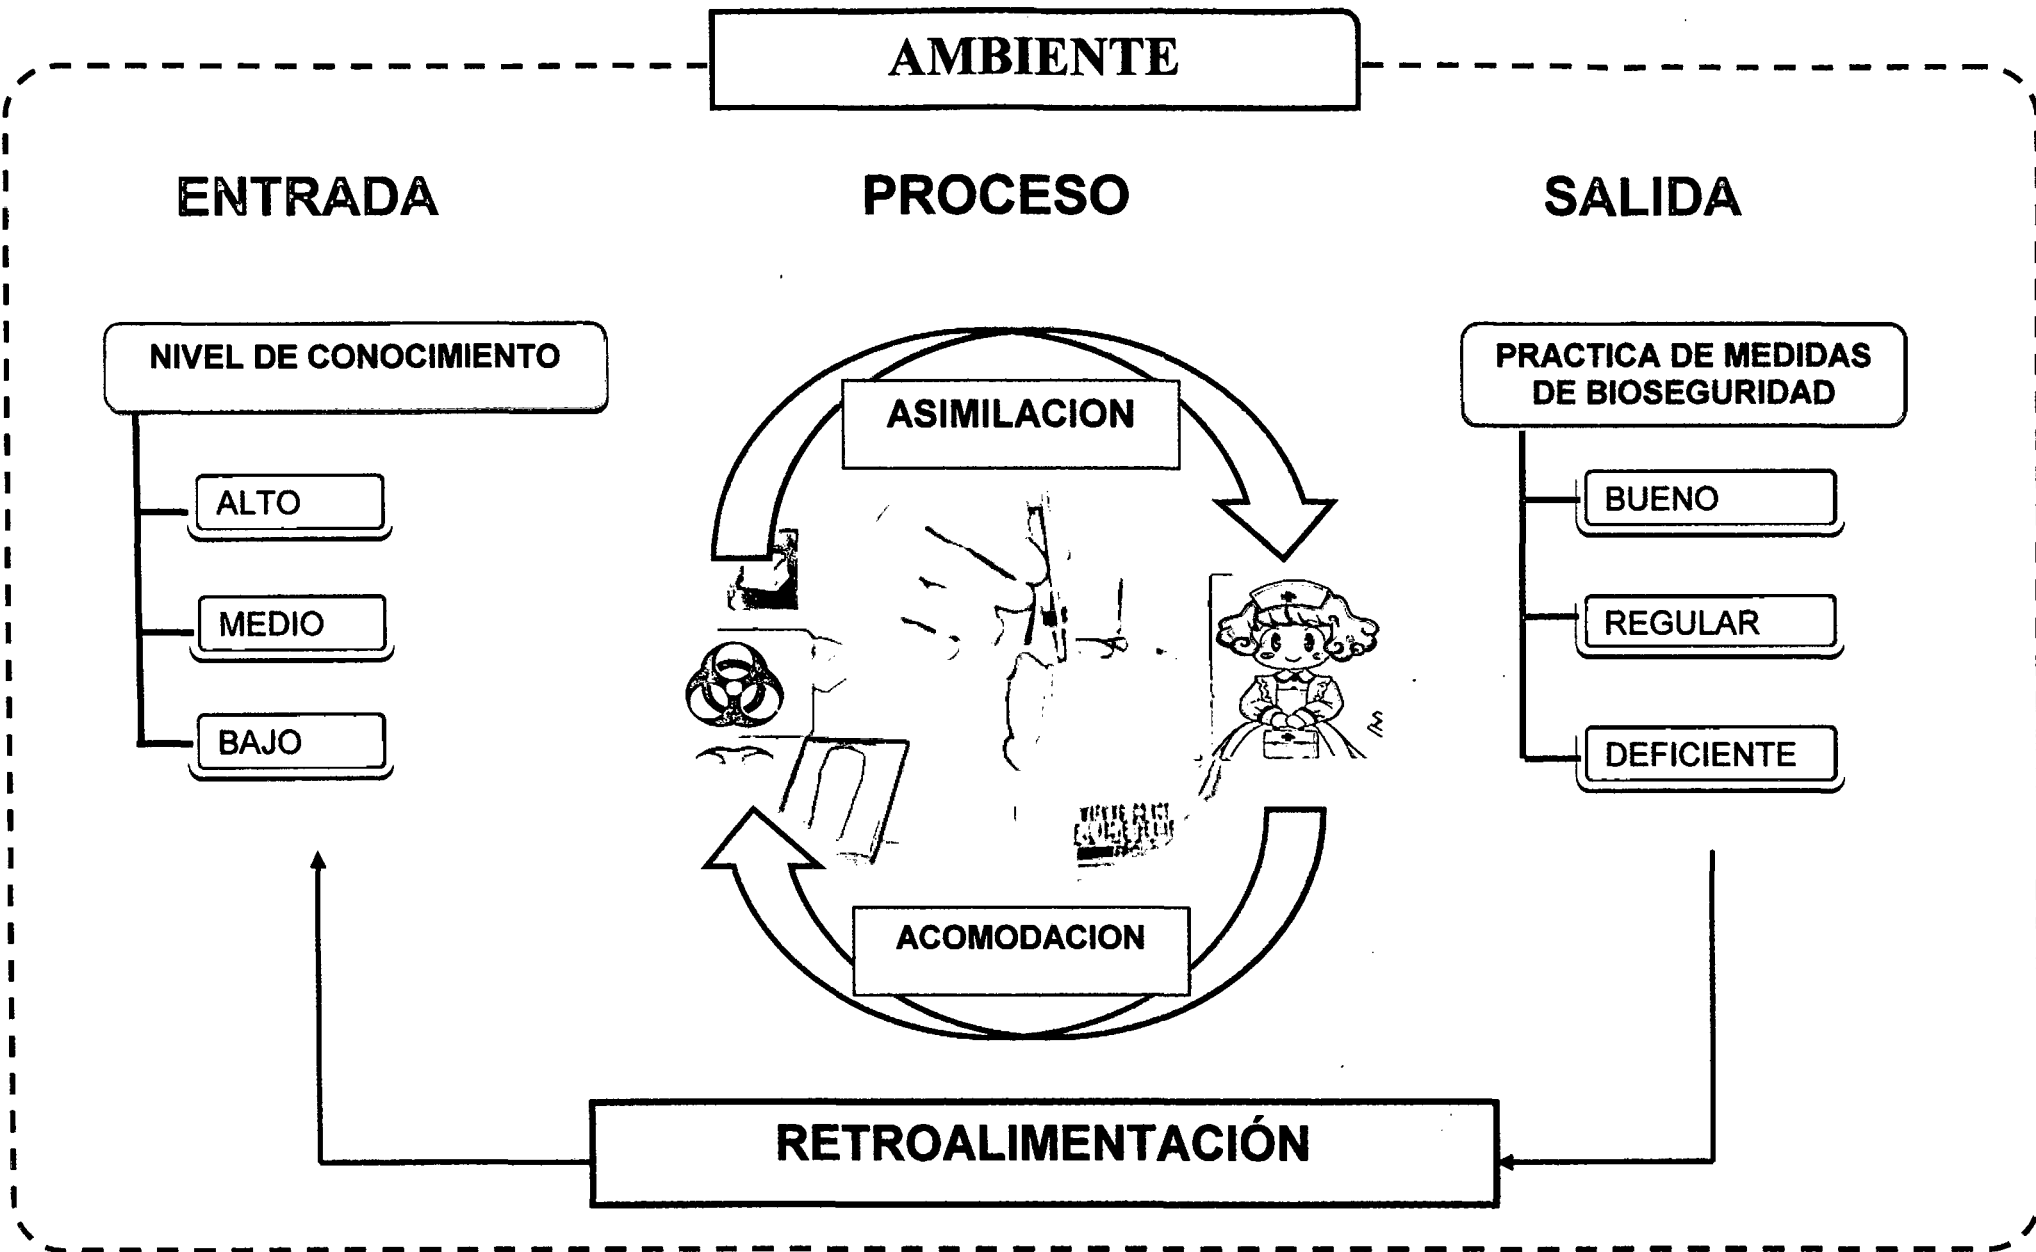 AMBIENTE
ENTRADA
PROCESO
SALIDA
NIVEL DE CONOCIMIENTO
ALTO
MEDIO
BAJO
ASIMILACION
ACOMODACION
PRACTICA DE MEDIDAS
DE BIOSEGURIDAD
BUENO
REGULAR
DEFICIENTE
RETROALIMENTACIÓN